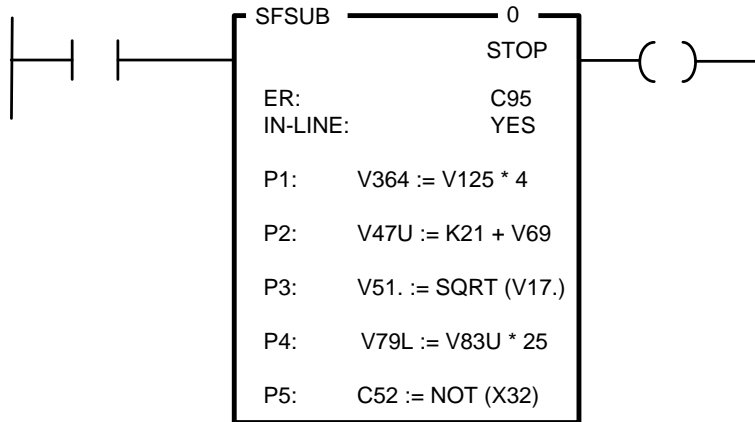 SFSUB 0
STOP
ER: C95
IN-LINE: YES
P1: V364 := V125 * 4
P2: V47U := K21 + V69
P3: V51. := SQRT (V17.)
P4: V79L := V83U * 25
P5: C52 := NOT (X32)